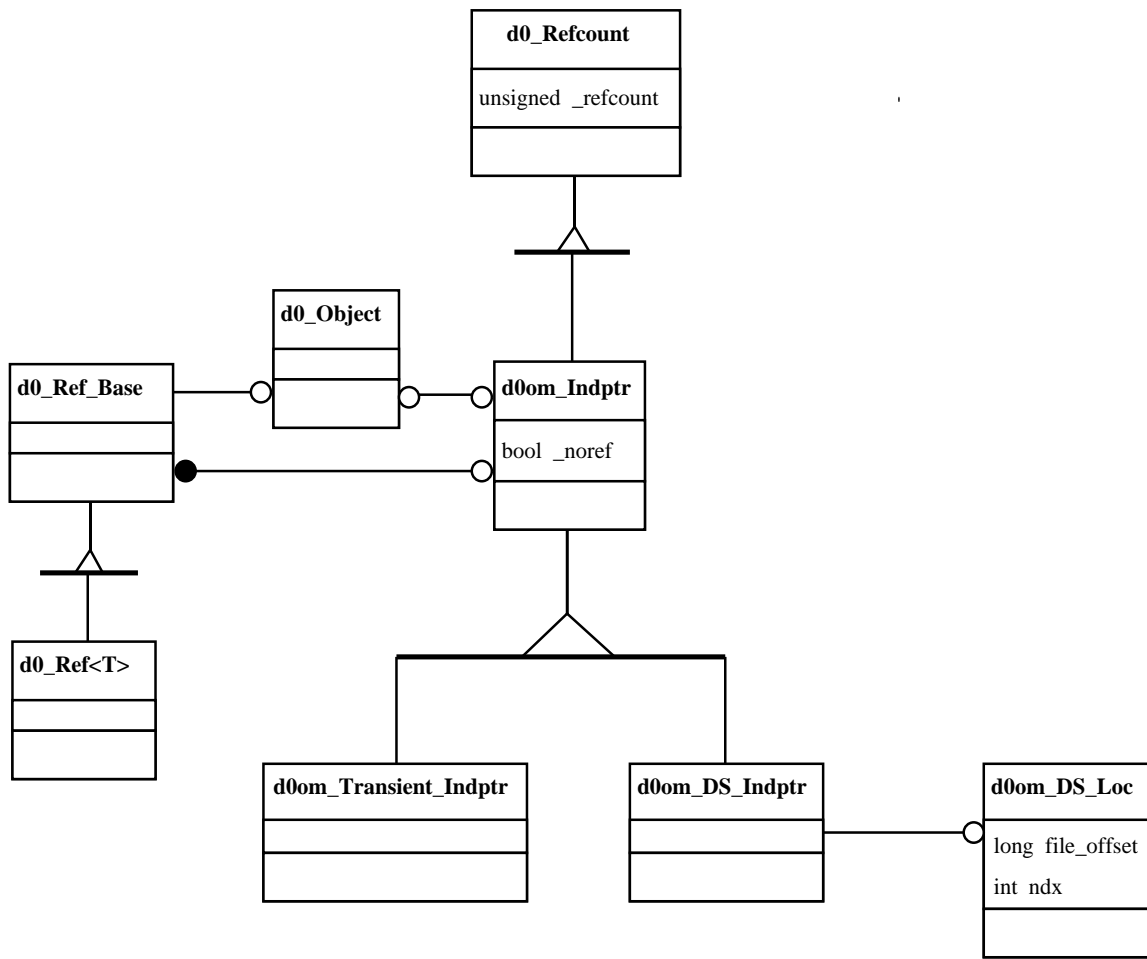 d0_Refcount
unsigned _refcount
d0_Object
d0_Ref_Base
d0om_Indptr
bool _noref
d0_Ref<T>
d0om_Transient_Indptr
d0om_DS_Indptr
d0om_DS_Loc
long file_offset
int ndx